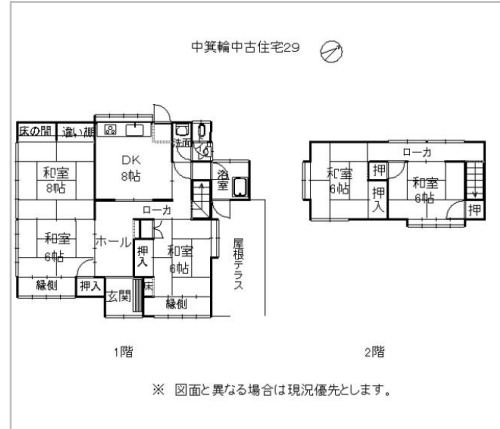 中箕輪中古住宅29
床の間
違い棚
洗面
和室
8帖
DK
8帖
浴室
和室
6帖
押
ローカ
和室
6帖
押入
押
ローカ
和室
6帖
ホール
押入
和室
6帖
屋根テラス
縁側
押入
玄関
床
縁側
1階
2階
※ 図面と異なる場合は現況優先とします。